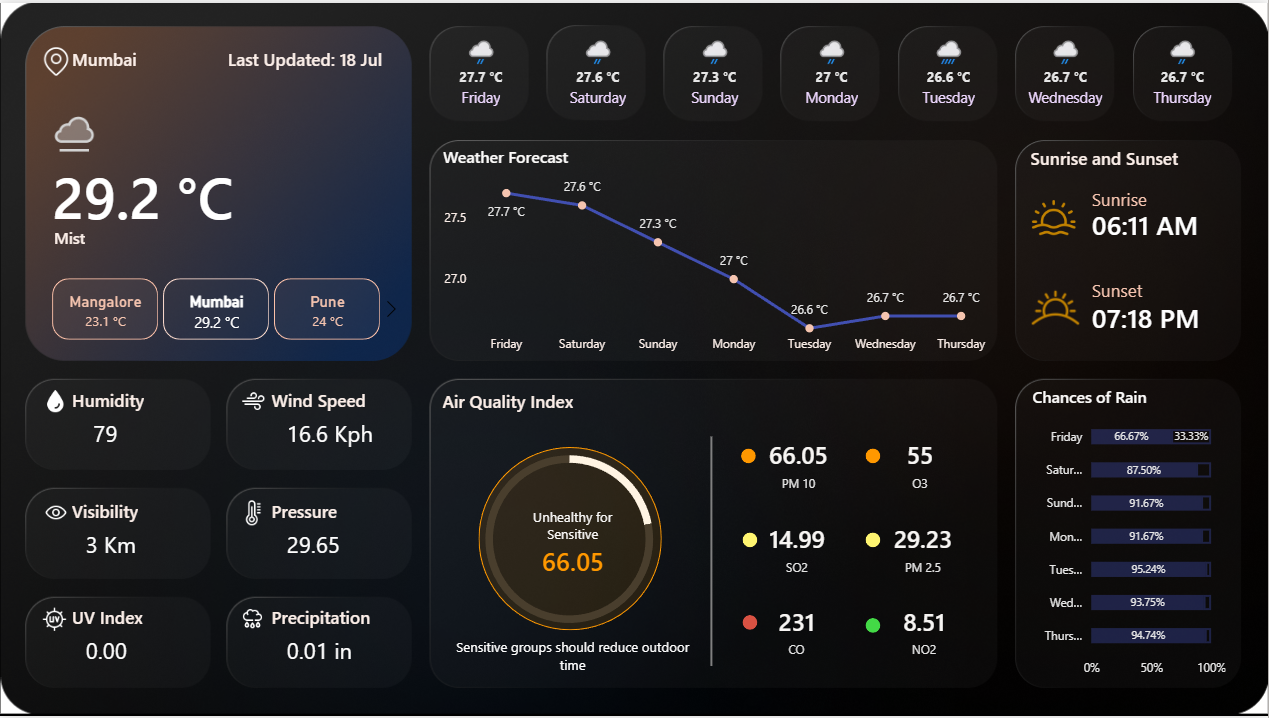 Mumbai
Last Updated: 18 Jul
29.2 °C
Mist
Mangalore
23.1 °C
Mumbai
29.2 °C
Pune
24 °C
27.7 °C
Friday
27.6 °C
Saturday
27.3 °C
Sunday
27 °C
Monday
26.6 °C
Tuesday
26.7 °C
Wednesday
26.7 °C
Thursday
Weather Forecast
27.5
27.0
27.7 °C
27.6 °C
27.3 °C
27 °C
26.6 °C
26.7 °C
26.7 °C
Friday
Saturday
Sunday
Monday
Tuesday
Wednesday
Thursday
Sunrise and Sunset
Sunrise
06:11 AM
Sunset
07:18 PM
Humidity
79
Wind Speed
16.6 Kph
Visibility
3 Km
Pressure
29.65
UV
UV Index
0.00
Precipitation
0.01 in
Air Quality Index
Unhealthy for
Sensitive
66.05
Sensitive groups should reduce outdoor
time
66.05
PM 10
55
O3
14.99
SO2
29.23
PM 2.5
231
CO
8.51
NO2
Chances of Rain
Friday 66.67% 33.33%
Satur... 87.50%
Sund... 91.67%
Mon... 91.67%
Tues... 95.24%
Wed... 93.75%
Thurs... 94.74%
0% 50% 100%